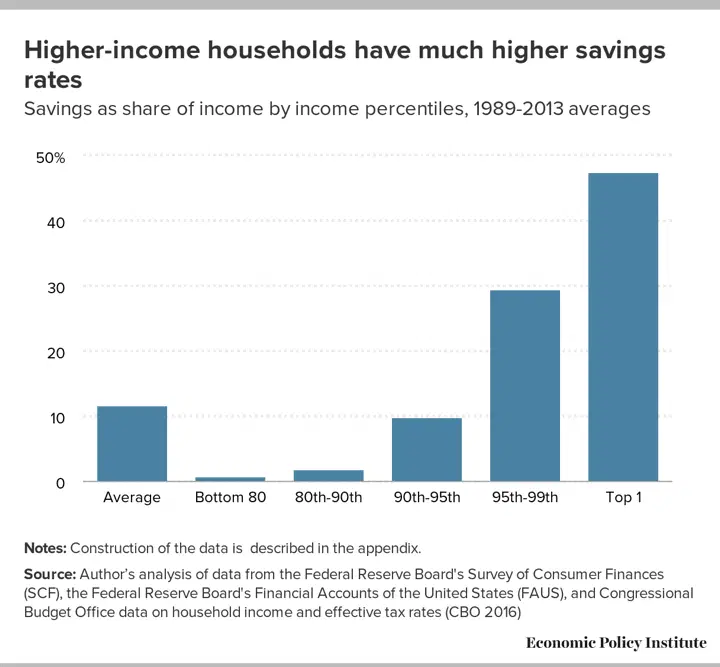 Higher-income households have much higher savings
rates
Savings as share of income by income percentiles, 1989-2013 averages
50%
40
30
20
10
0
Average Bottom 80 80th-90th 90th-95th 95th-99th Top 1
Notes: Construction of the data is described in the appendix.
Source: Author's analysis of data from the Federal Reserve Board's Survey of Consumer Finances
(SCF), the Federal Reserve Board's Financial Accounts of the United States (FAUS), and Congressional
Budget Office data on household income and effective tax rates (CBO 2016)
Economic Policy Institute